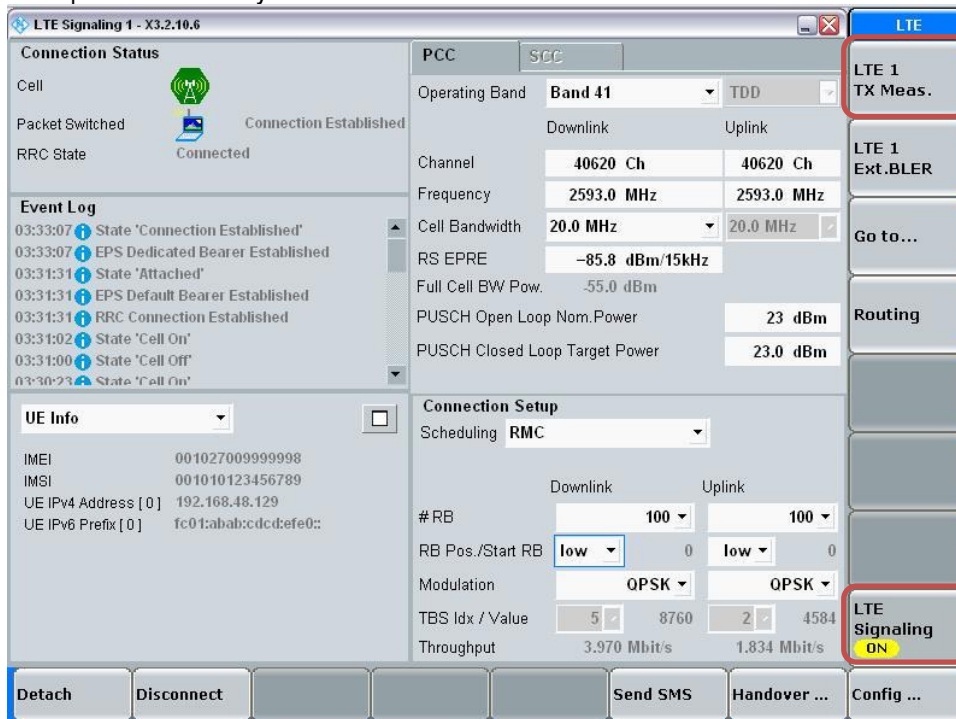 LTE Signaling 1 - X3.2.10.6
LTE
Connection Status
Cell
Packet Switched Connection Established
RRC State Connected
Event Log
03:33:07 State 'Connection Established'
03:33:07 EPS Dedicated Bearer Established
03:31:31 State 'Attached'
03:31:31 EPS Default Bearer Established
03:31:31 RRC Connection Established
03:31:02 State 'Cell On'
03:31:00 State 'Cell Off'
03:30:23 State 'Cell On'
UE Info
IMEI 001027009999998
IMSI 001010123456789
UE IPv4 Address [ 0 ] 192.168.48.129
UE IPv6 Prefix [ 0 ] fc01:abab:cdcd:efe0::
PCC SCC
Operating Band Band 41 TDD
Downlink Uplink
Channel 40620 Ch 40620 Ch
Frequency 2593.0 MHz 2593.0 MHz
Cell Bandwidth 20.0 MHz 20.0 MHz
RS EPRE −85.8 dBm/15kHz
Full Cell BW Pow. -55.0 dBm
PUSCH Open Loop Nom.Power 23 dBm
PUSCH Closed Loop Target Power 23.0 dBm
Connection Setup
Scheduling RMC
Downlink Uplink
# RB 100 100
RB Pos./Start RB low 0 low 0
Modulation QPSK QPSK
TBS Idx / Value 5 8760 2 4584
Throughput 3.970 Mbit/s 1.834 Mbit/s
LTE 1
TX Meas.
LTE 1
Ext.BLER
Go to...
Routing
LTE
Signaling
ON
Detach Disconnect Send SMS Handover ... Config ...